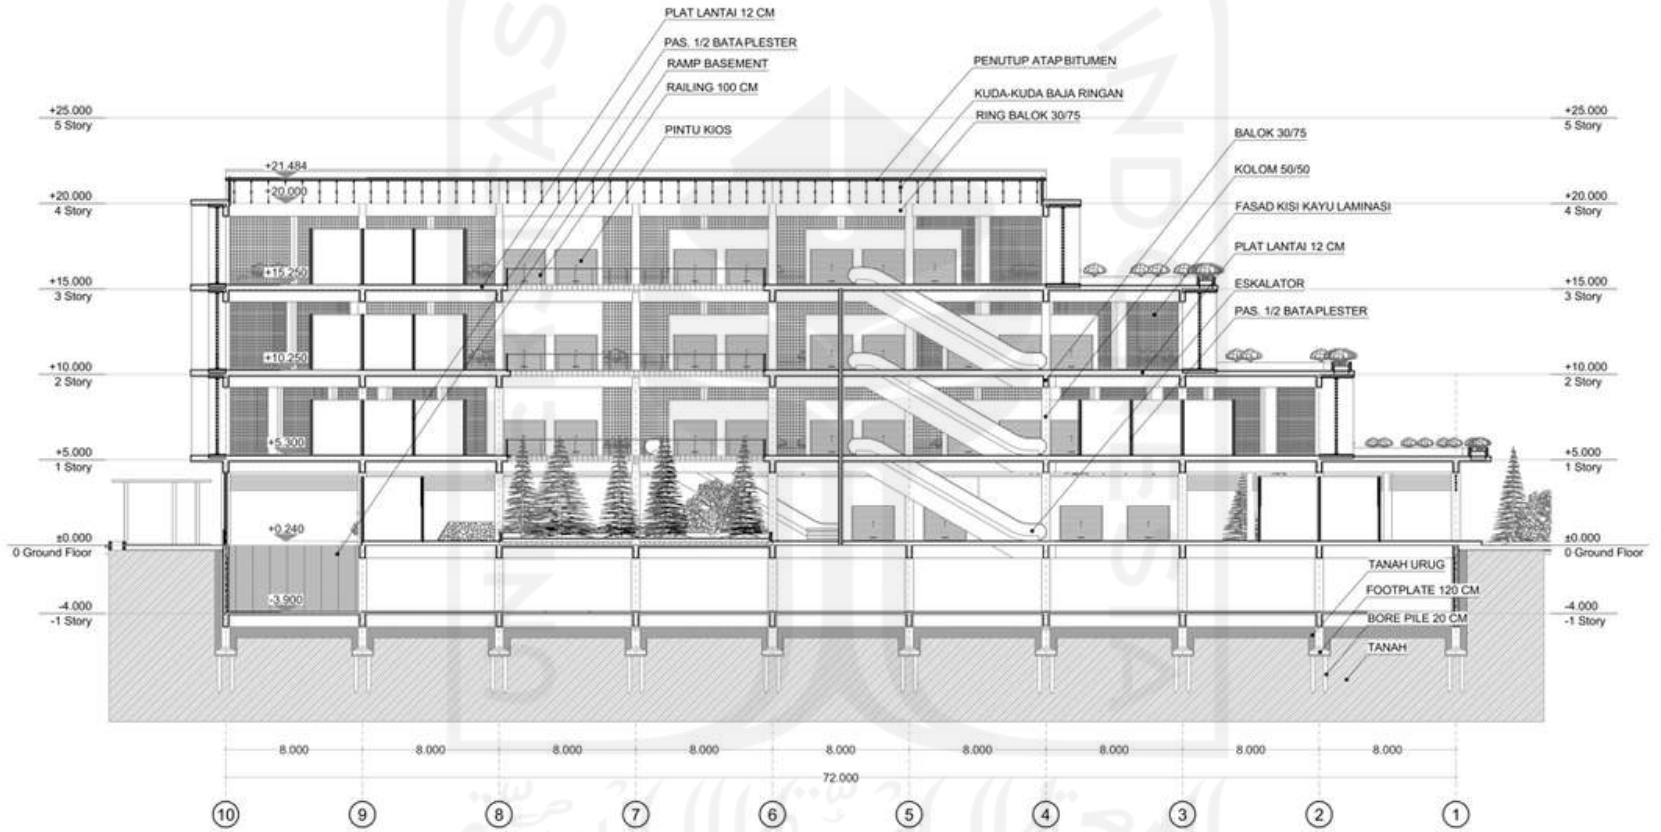 PLAT LANTAI 12 CM
PAS. 1/2 BATA PLESTER
RAMP BASEMENT
RAILING 100 CM
PINTU KIOS
PENUTUP ATAP BITUMEN
KUDA-KUDA BAJA RINGAN
RING BALOK 30/75
BALOK 30/75
KOLOM 50/50
FASAD KISI KAYU LAMINASI
PLAT LANTAI 12 CM
ESKALATOR
PAS. 1/2 BATA PLESTER
TANAH URUG
FOOTPLATE 120 CM
BORE PILE 20 CM
TANAH
+25.000
5 Story
+20.000
4 Story
+15.000
3 Story
+10.000
2 Story
+5.000
1 Story
±0.000
0 Ground Floor
-4.000
-1 Story
+21.484
+20.000
+15.250
+10.250
+5.300
+0.240
-3.900
+25.000
5 Story
+20.000
4 Story
+15.000
3 Story
+10.000
2 Story
+5.000
1 Story
±0.000
0 Ground Floor
-4.000
-1 Story
8.000 8.000 8.000 8.000 8.000 8.000 8.000 8.000 8.000
72.000
10 9 8 7 6 5 4 3 2 1